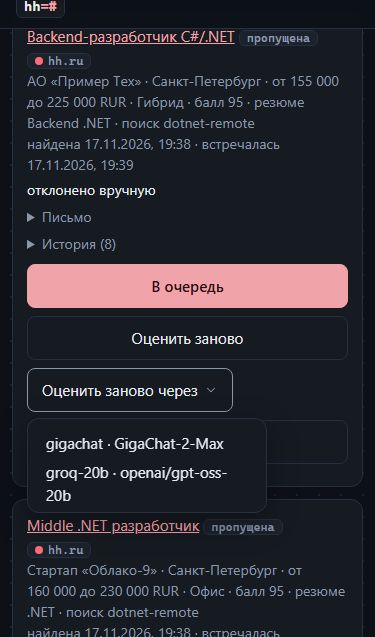 hh=#
Backend-разработчик C#/.NET пропущена
hh.ru
АО «Пример Тех» · Санкт-Петербург · от 155 000
до 225 000 RUR · Гибрид · балл 95 · резюме
Backend .NET · поиск dotnet-remote
найдена 17.11.2026, 19:38 · встречалась
17.11.2026, 19:39
отклонено вручную
Письмо
История (8)
В очередь
Оценить заново
Оценить заново через
gigachat · GigaChat-2-Max
groq-20b · openai/gpt-oss-
20b
Middle .NET разработчик пропущена
hh.ru
Стартап «Облако-9» · Санкт-Петербург · от
160 000 до 230 000 RUR · Офис · балл 95 · резюме
.NET · поиск dotnet-remote
найдена 17.11.2026, 19:38 · встречалась